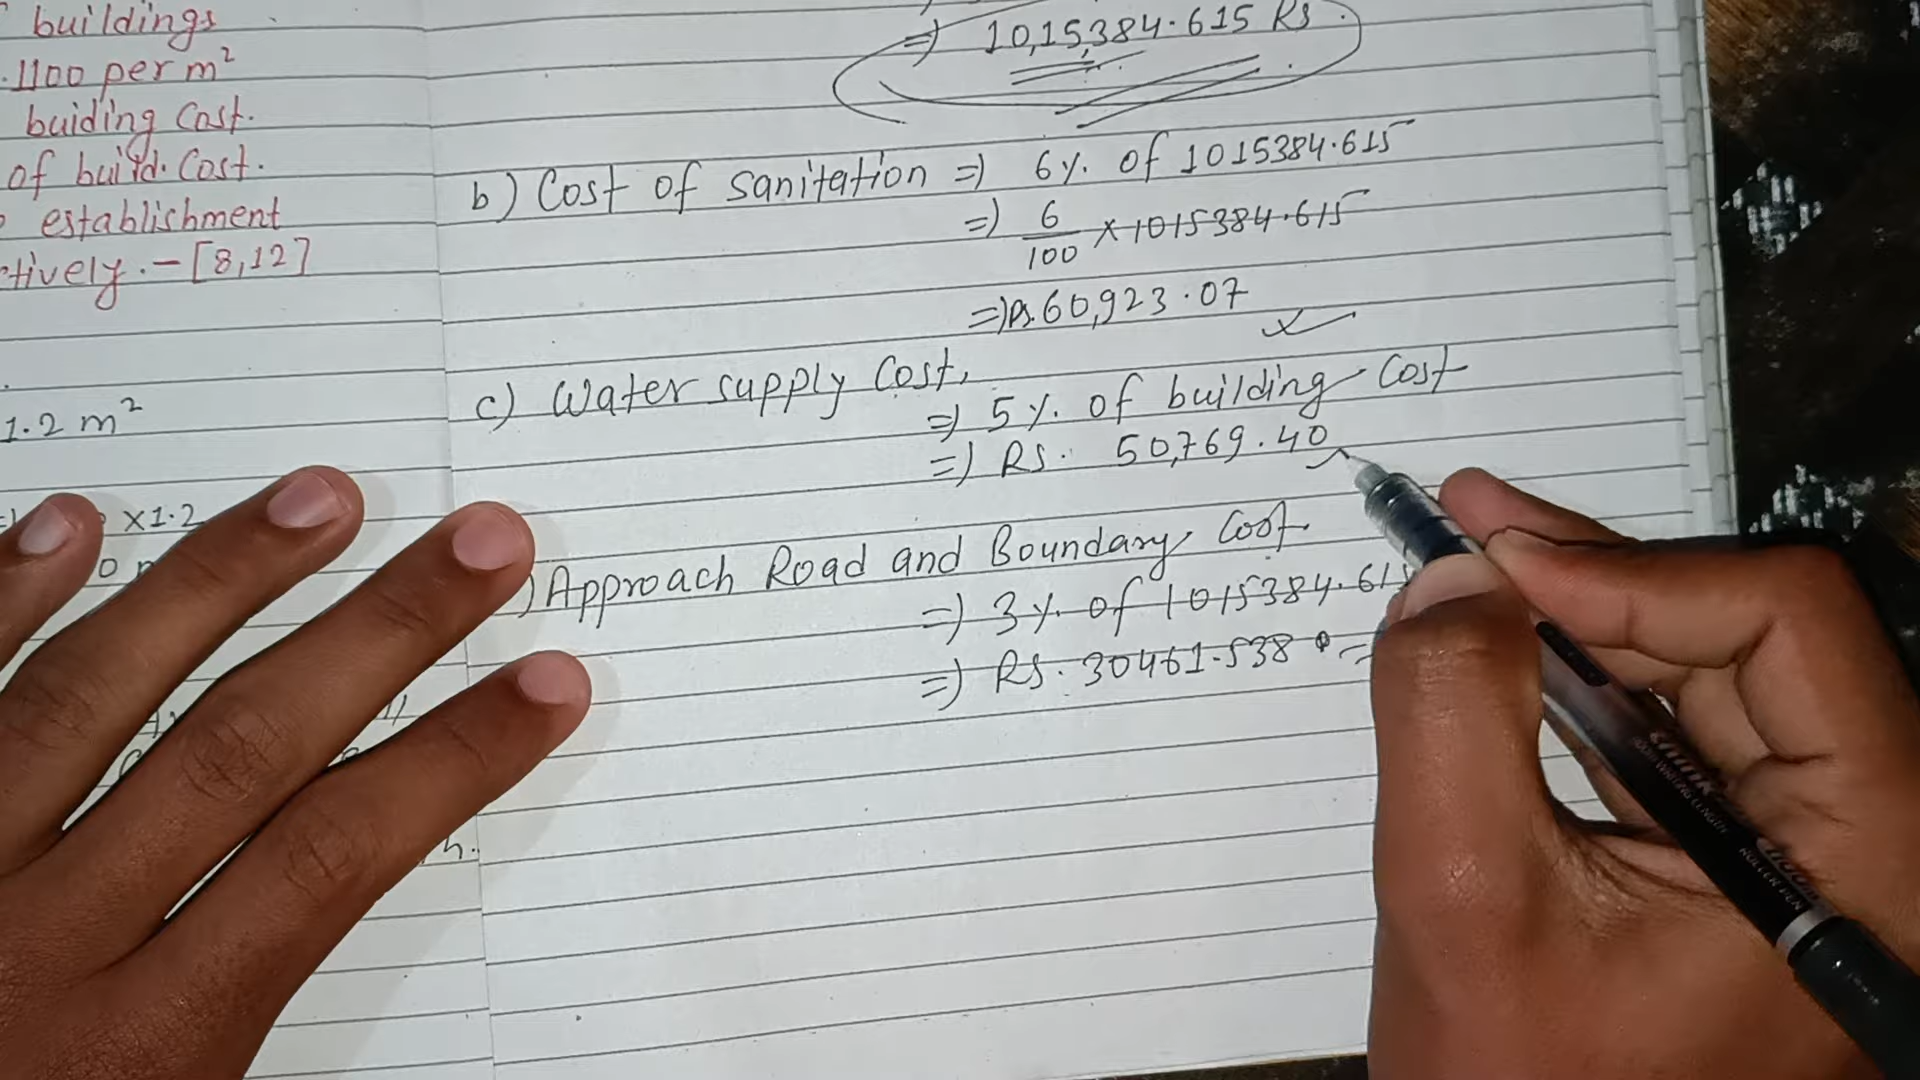 buildings
.1100 per m²
buiding Cost.
of build. Cost.
establishment
tively. - [8,12]
1.2 m²
x1.2
=) 10,15,384.615 Rs.
b) Cost of sanitation =) 6%. of 1015384.615
=) 6/100 x 1015384.615
=) Rs. 60,923.07
c) Water supply Cost,
=) 5%. of building Cost
=) Rs. 50,769.40
) Approach Road and Boundary Cost.
=) 3%. of 1015384.615
=) Rs. 30461.538